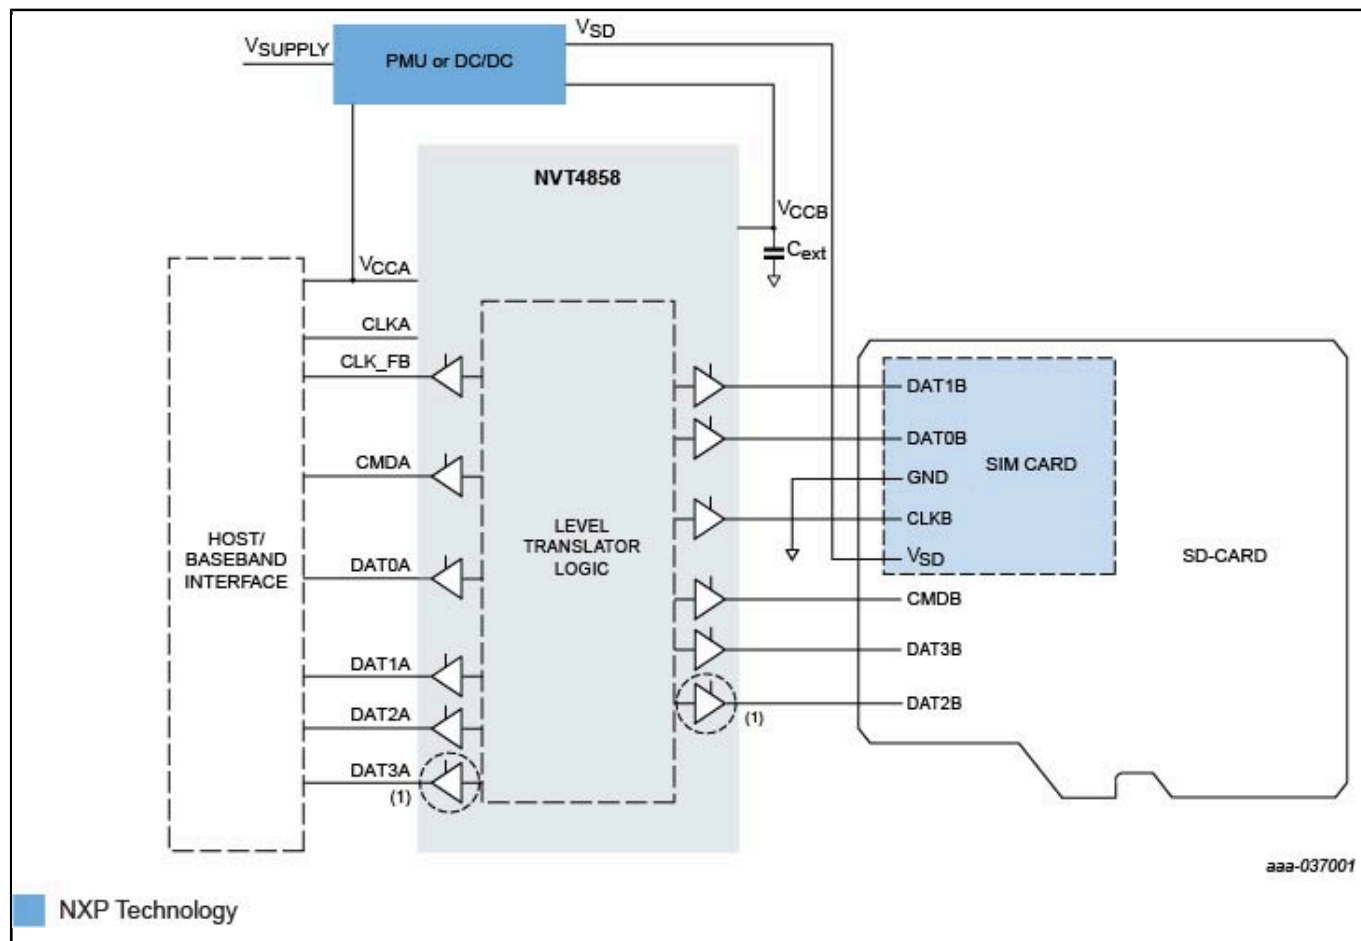 VSD
VSUPPLY
PMU or DC/DC
NVT4858
VCCB
Cext
VCCA
CLKA
CLK_FB
CMDA
DAT0A
DAT1A
DAT2A
DAT3A
(1)
HOST/
BASEBAND
INTERFACE
LEVEL
TRANSLATOR
LOGIC
(1)
DAT1B
DAT0B
GND
CLKB
VSD
CMDB
DAT3B
DAT2B
SIM CARD
SD-CARD
aaa-037001
NXP Technology